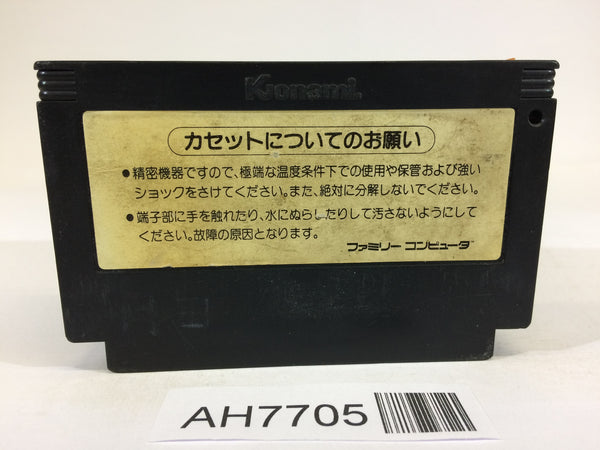 Konami
カセットについてのお願い
●精密機器ですので、極端な温度条件下での使用や保管および強い
ショックをさけてください。また、絶対に分解しないでください。
●端子部に手を触れたり、水にぬらしたりして汚さないようにして
ください。故障の原因となります。
ファミリー コンピュータ
AH7705